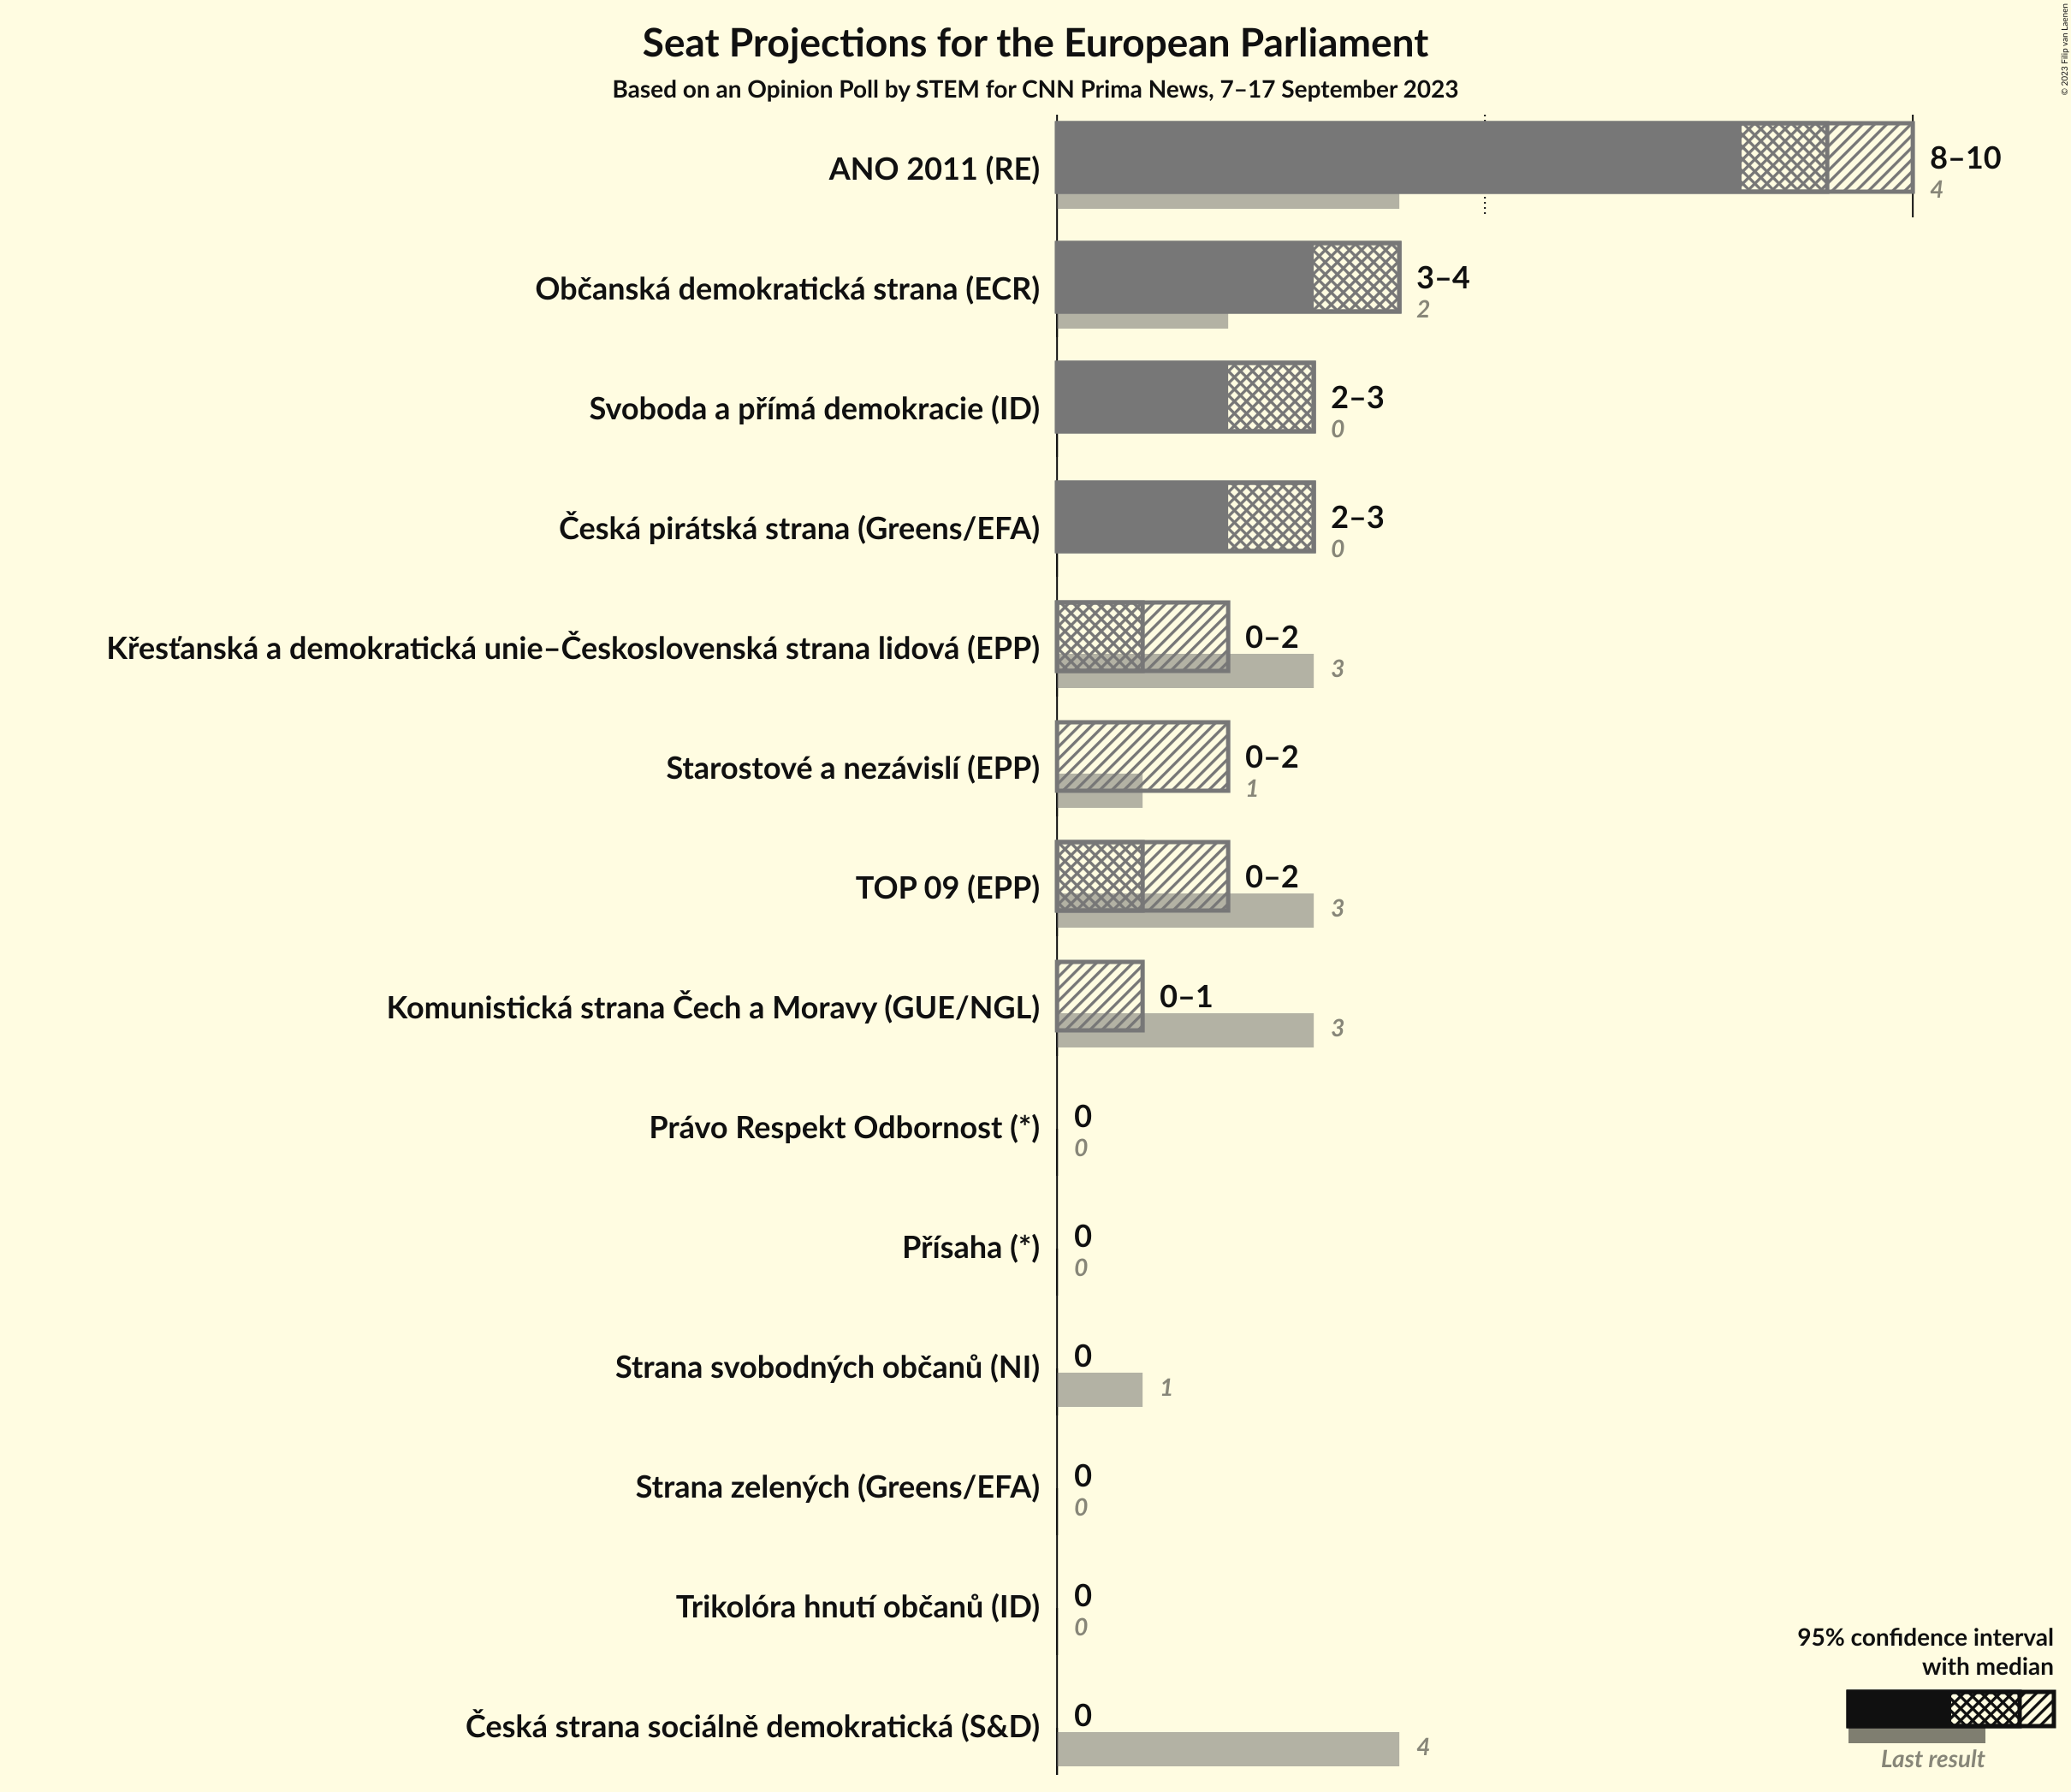 Seat Projections for the European Parliament
Based on an Opinion Poll by STEM for CNN Prima News, 7–17 September 2023
© 2023 Filip van Laenen
ANO 2011 (RE)
8–10
4
Občanská demokratická strana (ECR)
3–4
2
Svoboda a přímá demokracie (ID)
2–3
0
Česká pirátská strana (Greens/EFA)
2–3
0
Křesťanská a demokratická unie–Československá strana lidová (EPP)
0–2
3
Starostové a nezávislí (EPP)
0–2
1
TOP 09 (EPP)
0–2
3
Komunistická strana Čech a Moravy (GUE/NGL)
0–1
3
Právo Respekt Odbornost (*)
0
0
Přísaha (*)
0
0
Strana svobodných občanů (NI)
0
1
Strana zelených (Greens/EFA)
0
0
Trikolóra hnutí občanů (ID)
0
0
Česká strana sociálně demokratická (S&D)
0
4
95% confidence interval
with median
Last result